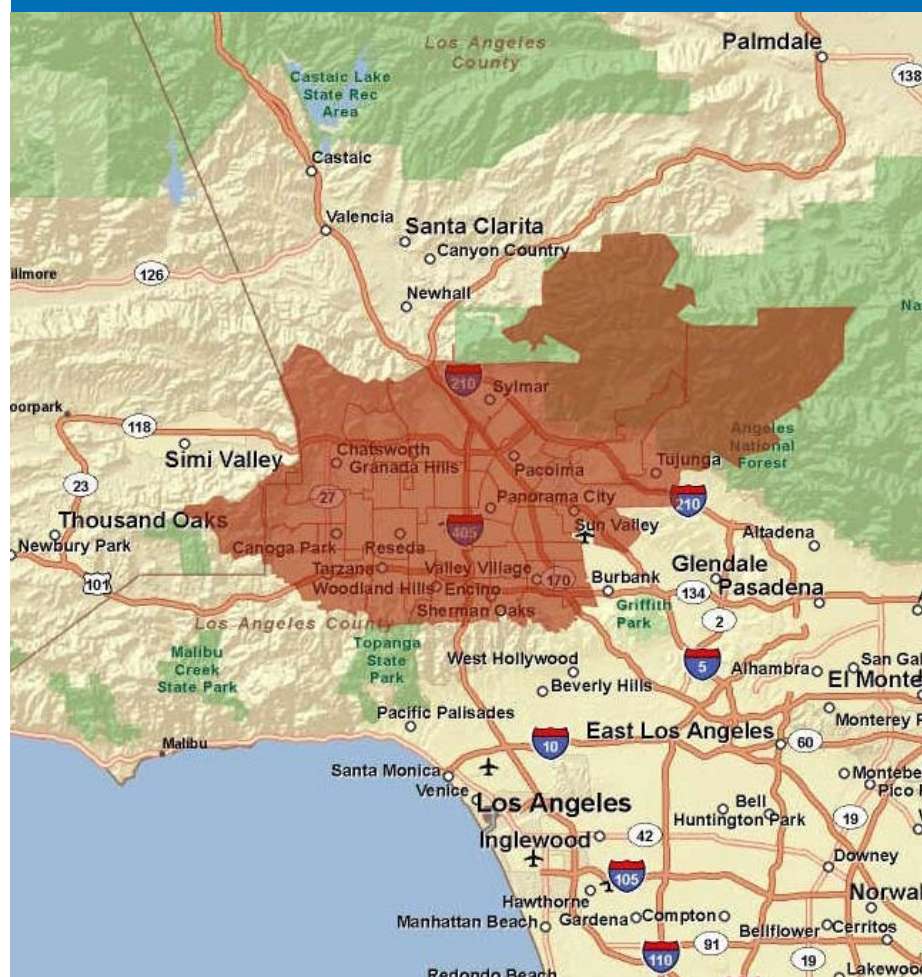 Los Angeles
County
Palmdale
138
Castaic Lake
State Rec
Area
Castaic
Valencia
Santa Clarita
Canyon Country
illmore
126
Newhall
Na
210
Sylmar
oorpark
118
Simi Valley
Chatsworth
Granada Hills
Pacoima
Tujunga
Angeles
National
Forest
23
27
Panorama City
210
Thousand Oaks
405
Sun Valley
Altadena
Newbury Park
Canoga Park
Reseda
Glendale
101
Tarzana
Valley Village
170
Burbank
134
Pasadena
Woodland Hills
Encino
Sherman Oaks
Griffith
Park
2
Los Angeles County
Malibu
Creek
State Park
Topanga
State
Park
West Hollywood
5
Alhambra
San Gal
Beverly Hills
El Monte
Pacific Palisades
Monterey P
Malibu
10
East Los Angeles
60
Santa Monica
Montebe
Venice
Pico R
Los Angeles
Bell
Huntington Park
19
Inglewood
42
Downey
105
Hawthorne
Norwal
Manhattan Beach
Gardena
Compton
Bellflower
Cerritos
91
110
19
Lakewoo
Redondo Beach